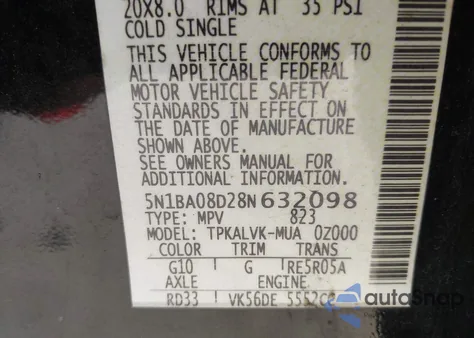 20X8.0 RIMS AT 35 PSI
COLD SINGLE
THIS VEHICLE CONFORMS TO
ALL APPLICABLE FEDERAL
MOTOR VEHICLE SAFETY
STANDARDS IN EFFECT ON
THE DATE OF MANUFACTURE
SHOWN ABOVE.
SEE OWNERS MANUAL FOR
ADDITIONAL INFORMATION.
5N1BA08D28N632098
TYPE: MPV 823
MODEL: TPKALVK-MUA 0Z000
COLOR TRIM TRANS
G10 G RE5R05A
AXLE ENGINE
RD33 VK56DE 5552CC
autoSnap